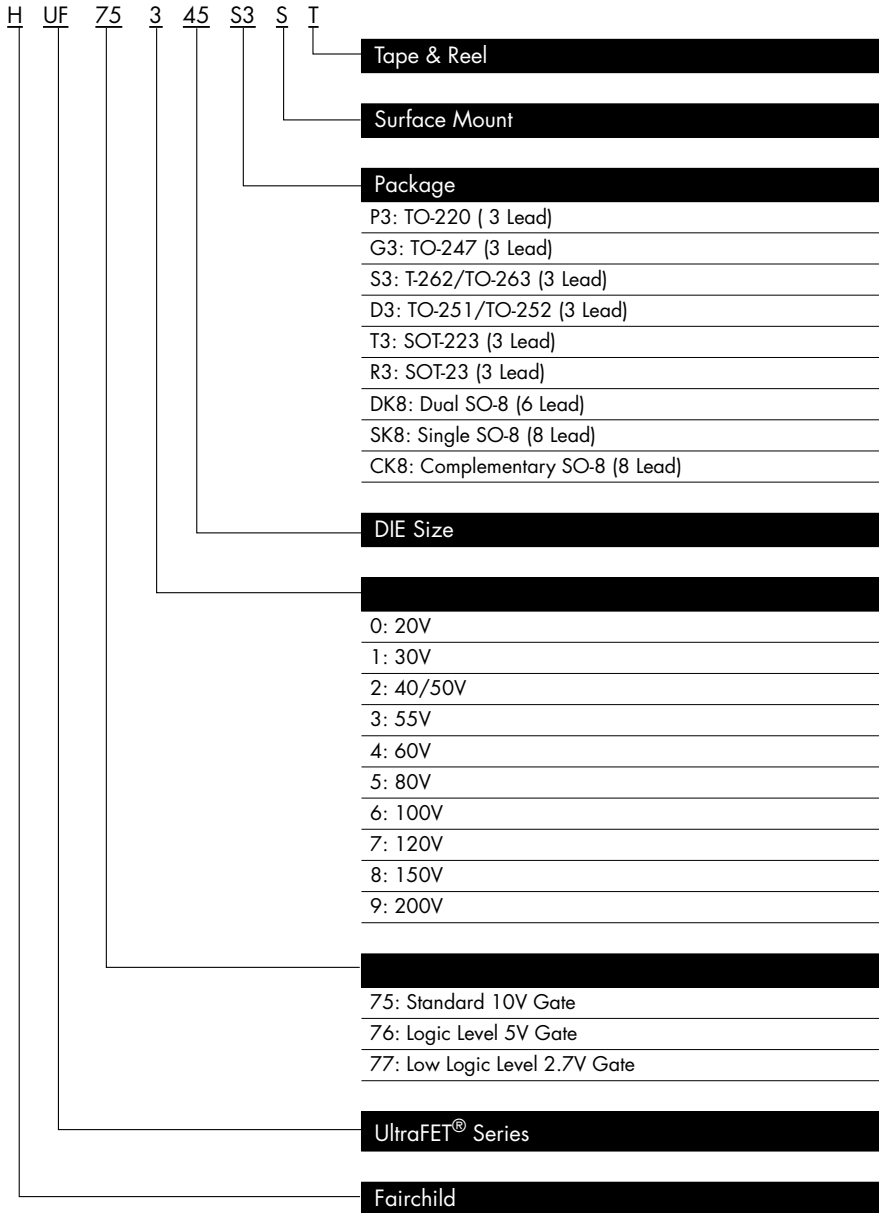 H UF 75 3 45 S3 S T
Tape & Reel
Surface Mount
Package
P3: TO-220 ( 3 Lead)
G3: TO-247 (3 Lead)
S3: T-262/TO-263 (3 Lead)
D3: TO-251/TO-252 (3 Lead)
T3: SOT-223 (3 Lead)
R3: SOT-23 (3 Lead)
DK8: Dual SO-8 (6 Lead)
SK8: Single SO-8 (8 Lead)
CK8: Complementary SO-8 (8 Lead)
DIE Size
0: 20V
1: 30V
2: 40/50V
3: 55V
4: 60V
5: 80V
6: 100V
7: 120V
8: 150V
9: 200V
75: Standard 10V Gate
76: Logic Level 5V Gate
77: Low Logic Level 2.7V Gate
UltraFET® Series
Fairchild